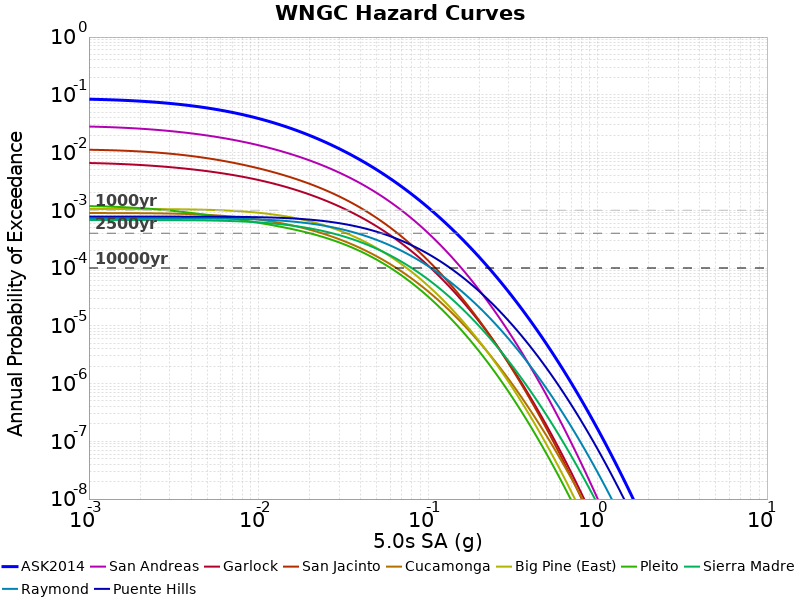 WNGC Hazard Curves
Annual Probability of Exceedance
10^0
10^-1
10^-2
10^-3
10^-4
10^-5
10^-6
10^-7
10^-8
1000yr
2500yr
10000yr
10^-3 10^-2 10^-1 10^0 10^1
5.0s SA (g)
ASK2014 San Andreas Garlock San Jacinto Cucamonga Big Pine (East) Pleito Sierra Madre
Raymond Puente Hills